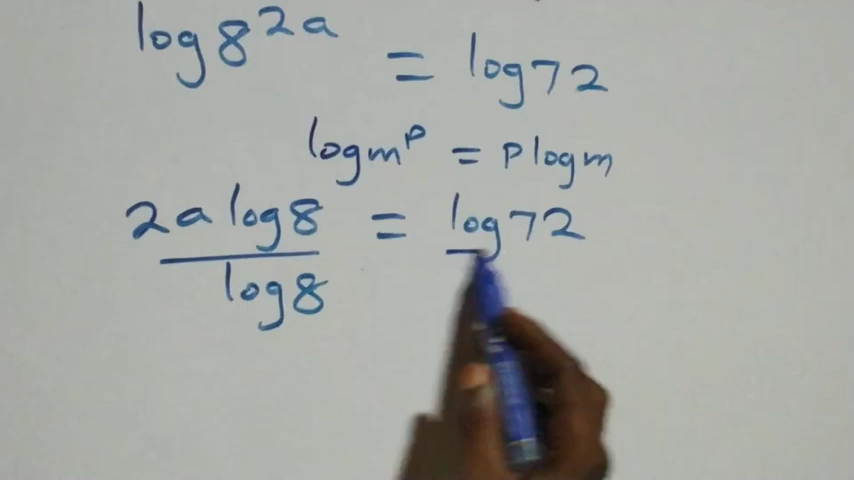 log 8^2a = log 72
log m^p = p log m
2a log 8 = log 72
log 8